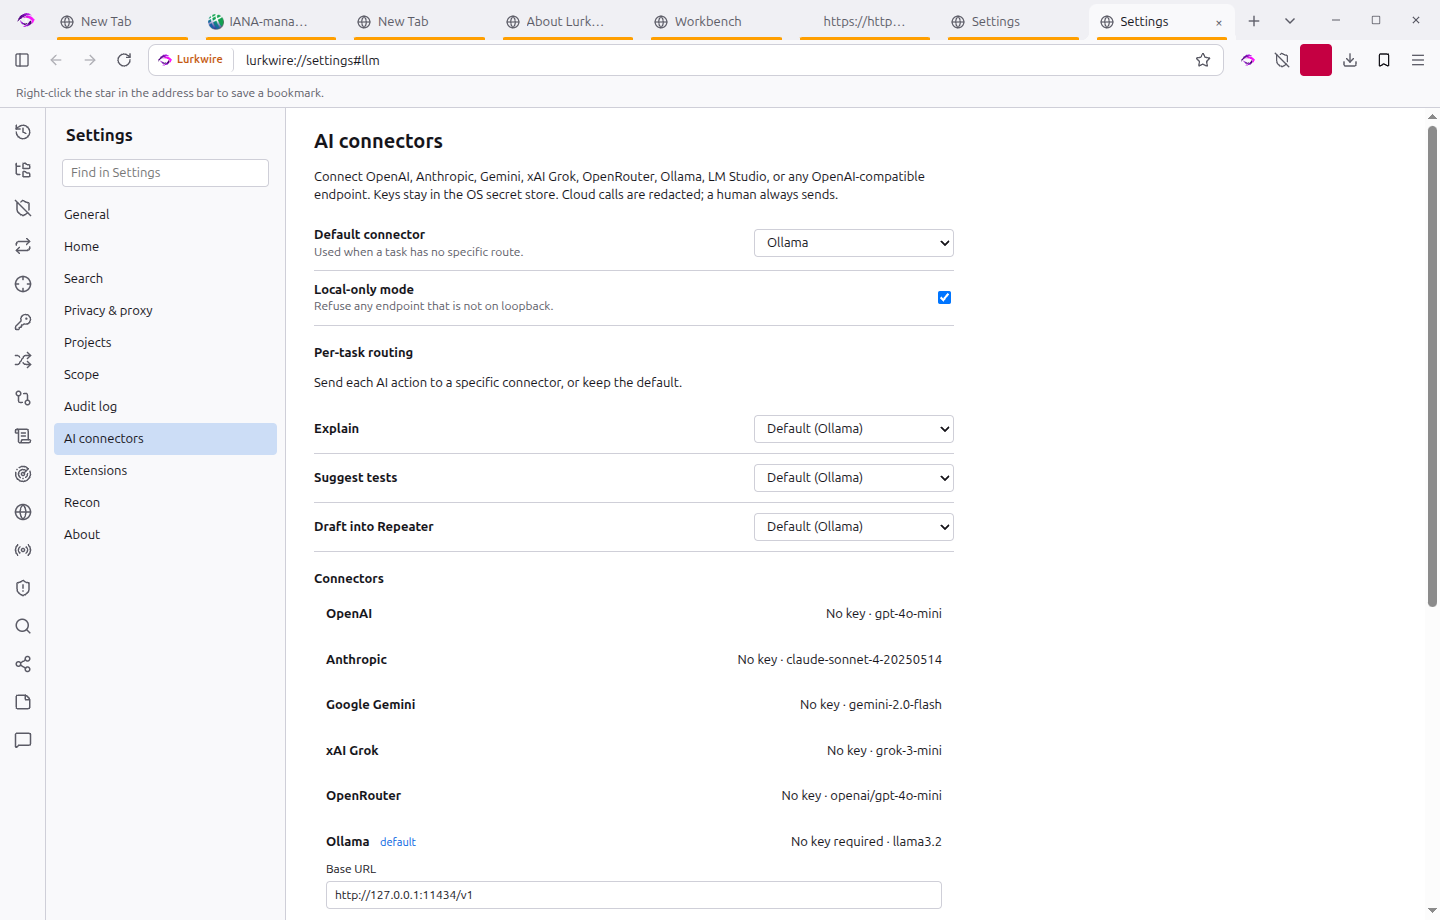 New Tab
IANA-mana...
New Tab
About Lurk...
Workbench
https://http...
Settings
Settings
Lurkwire
lurkwire://settings#llm
Right-click the star in the address bar to save a bookmark.
Settings
Find in Settings
General
Home
Search
Privacy & proxy
Projects
Scope
Audit log
AI connectors
Extensions
Recon
About
AI connectors
Connect OpenAI, Anthropic, Gemini, xAI Grok, OpenRouter, Ollama, LM Studio, or any OpenAI-compatible
endpoint. Keys stay in the OS secret store. Cloud calls are redacted; a human always sends.
Default connector
Ollama
Used when a task has no specific route.
Local-only mode
Refuse any endpoint that is not on loopback.
Per-task routing
Send each AI action to a specific connector, or keep the default.
Explain
Default (Ollama)
Suggest tests
Default (Ollama)
Draft into Repeater
Default (Ollama)
Connectors
OpenAI
No key · gpt-4o-mini
Anthropic
No key · claude-sonnet-4-20250514
Google Gemini
No key · gemini-2.0-flash
xAI Grok
No key · grok-3-mini
OpenRouter
No key · openai/gpt-4o-mini
Ollama default
No key required · llama3.2
Base URL
http://127.0.0.1:11434/v1